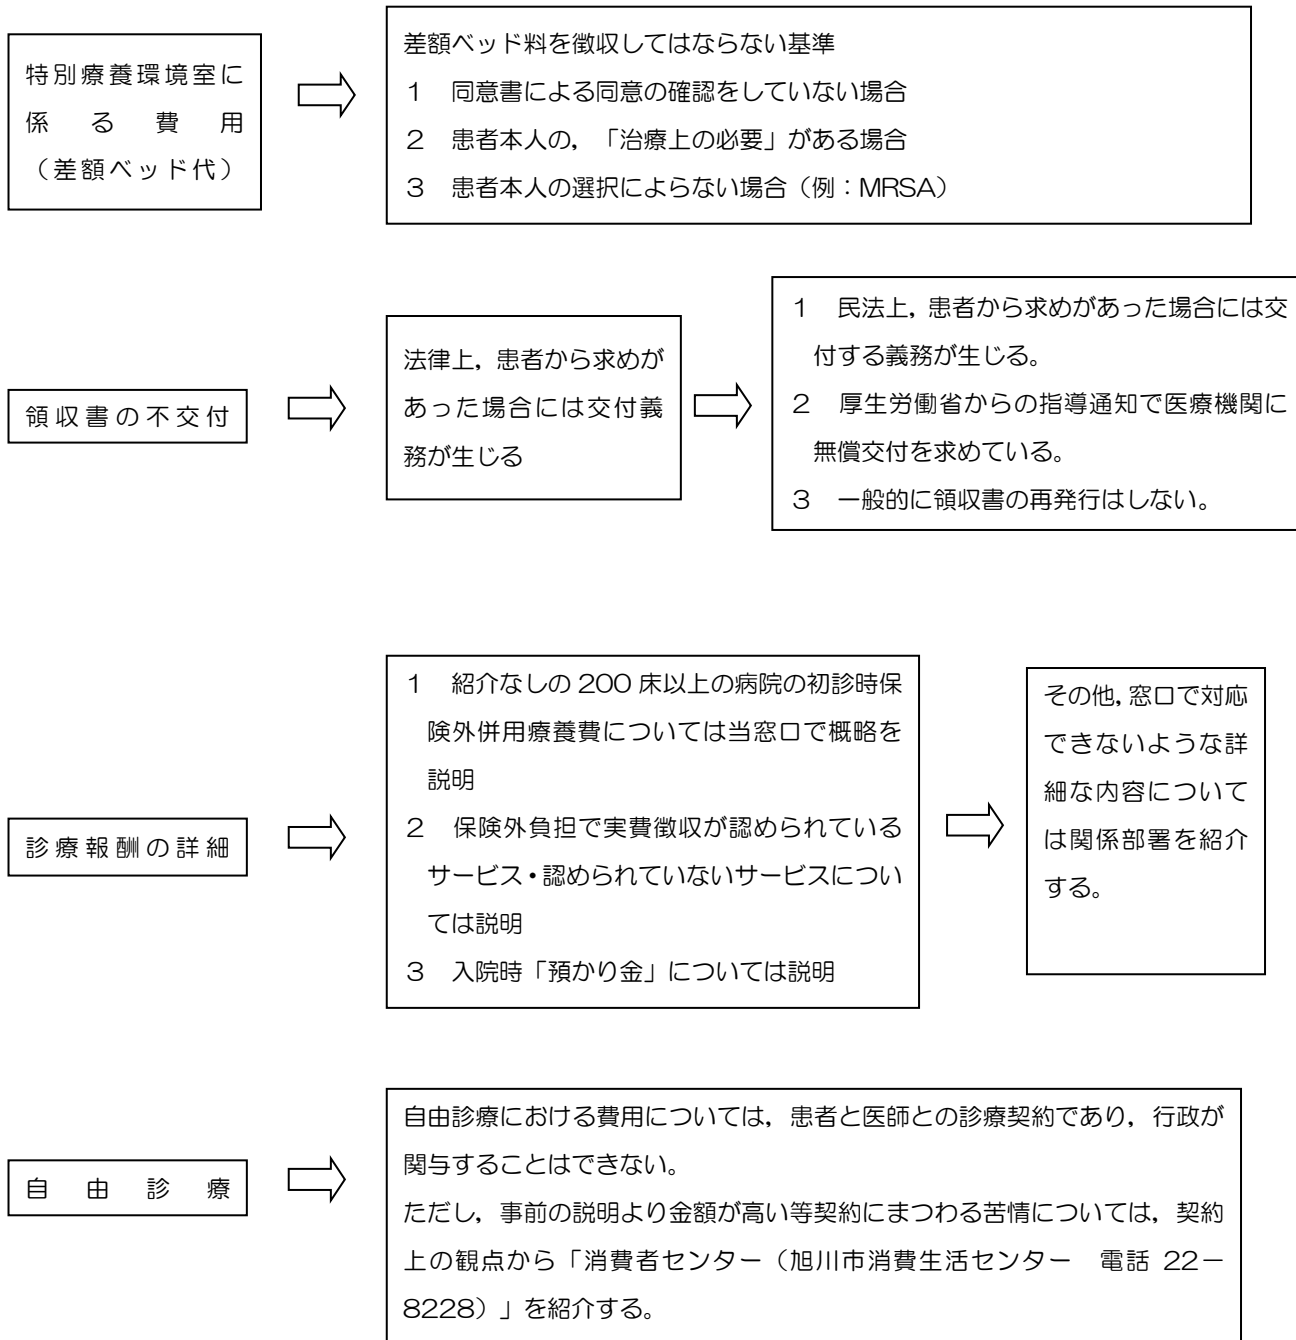 特別療養環境室に
係る費用
（差額ベッド代）
差額ベッド料を徴収してはならない基準
１　同意書による同意の確認をしていない場合
２　患者本人の，「治療上の必要」がある場合
３　患者本人の選択によらない場合（例：MRSA）
領収書の不交付
法律上，患者から求めが
あった場合には交付義
務が生じる
１　民法上，患者から求めがあった場合には交
付する義務が生じる。
２　厚生労働省からの指導通知で医療機関に
無償交付を求めている。
３　一般的に領収書の再発行はしない。
診療報酬の詳細
１　紹介なしの 200 床以上の病院の初診時保
険外併用療養費については当窓口で概略を
説明
２　保険外負担で実費徴収が認められている
サービス・認められていないサービスについ
ては説明
３　入院時「預かり金」については説明
その他，窓口で対応
できないような詳
細な内容について
は関係部署を紹介
する。
自由診療
自由診療における費用については，患者と医師との診療契約であり，行政が
関与することはできない。
ただし，事前の説明より金額が高い等契約にまつわる苦情については，契約
上の観点から「消費者センター（旭川市消費生活センター　電話 22－
8228）」を紹介する。